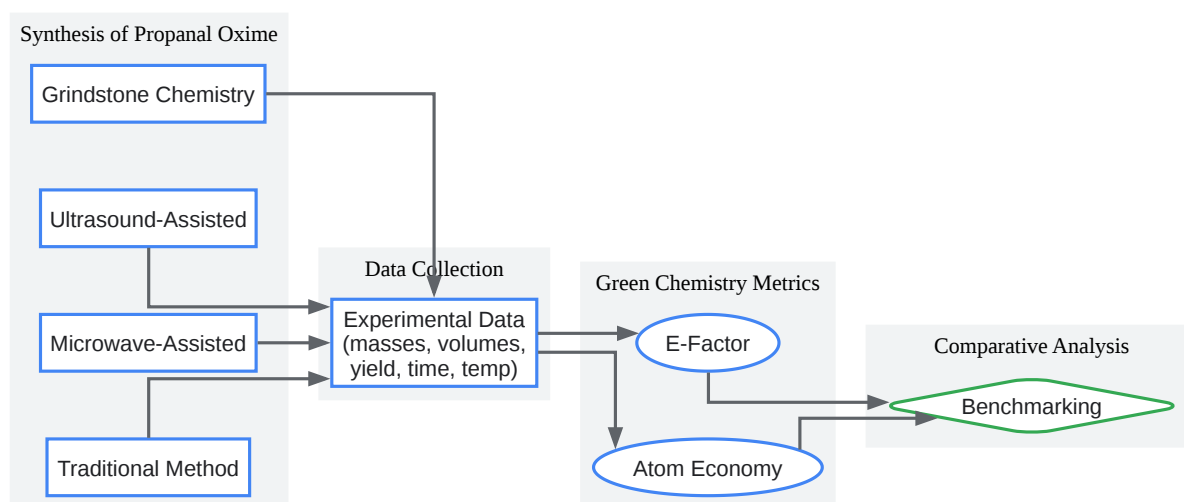 Synthesis of Propanal Oxime
Grindstone Chemistry
Ultrasound-Assisted
Microwave-Assisted
Traditional Method
Data Collection
Experimental Data
(masses, volumes,
yield, time, temp)
Green Chemistry Metrics
E-Factor
Atom Economy
Comparative Analysis
Benchmarking